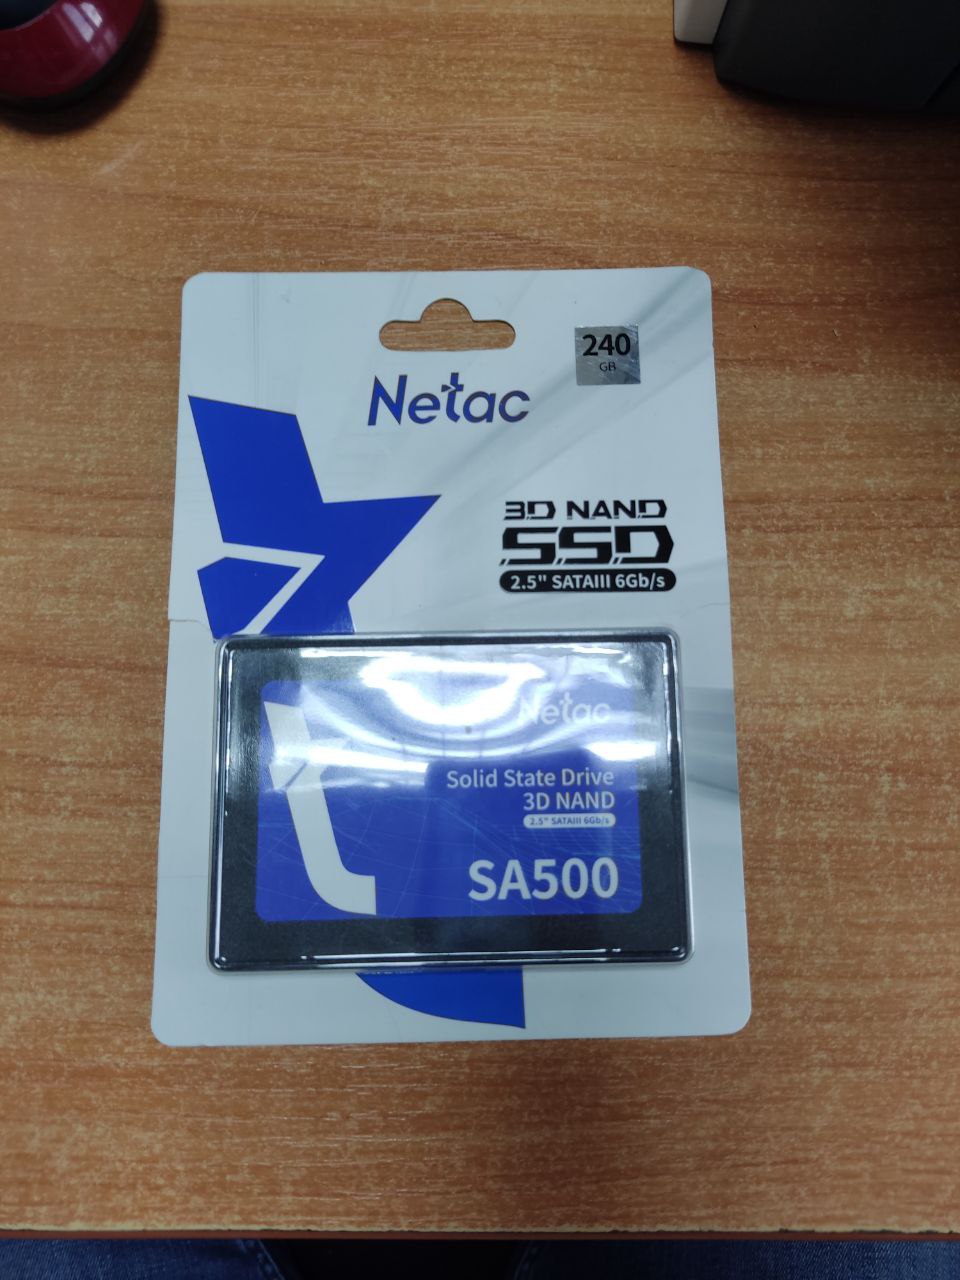 240
GB
Netac
3D NAND
SSD
2.5" SATAIII 6Gb/s
Netac
Solid State Drive
3D NAND
2.5" SATAIII 6Gb/s
SA500